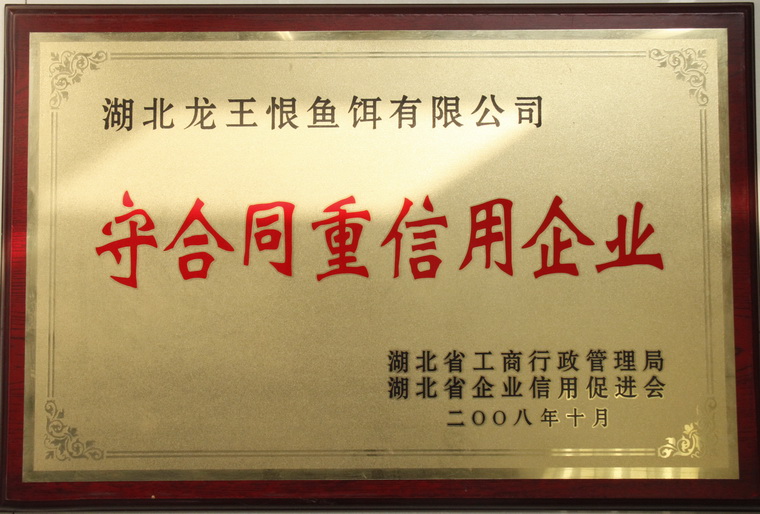 湖北龙王恨鱼饵有限公司
守合同重信用企业
湖北省工商行政管理局
湖北省企业信用促进会
二OO八年十月